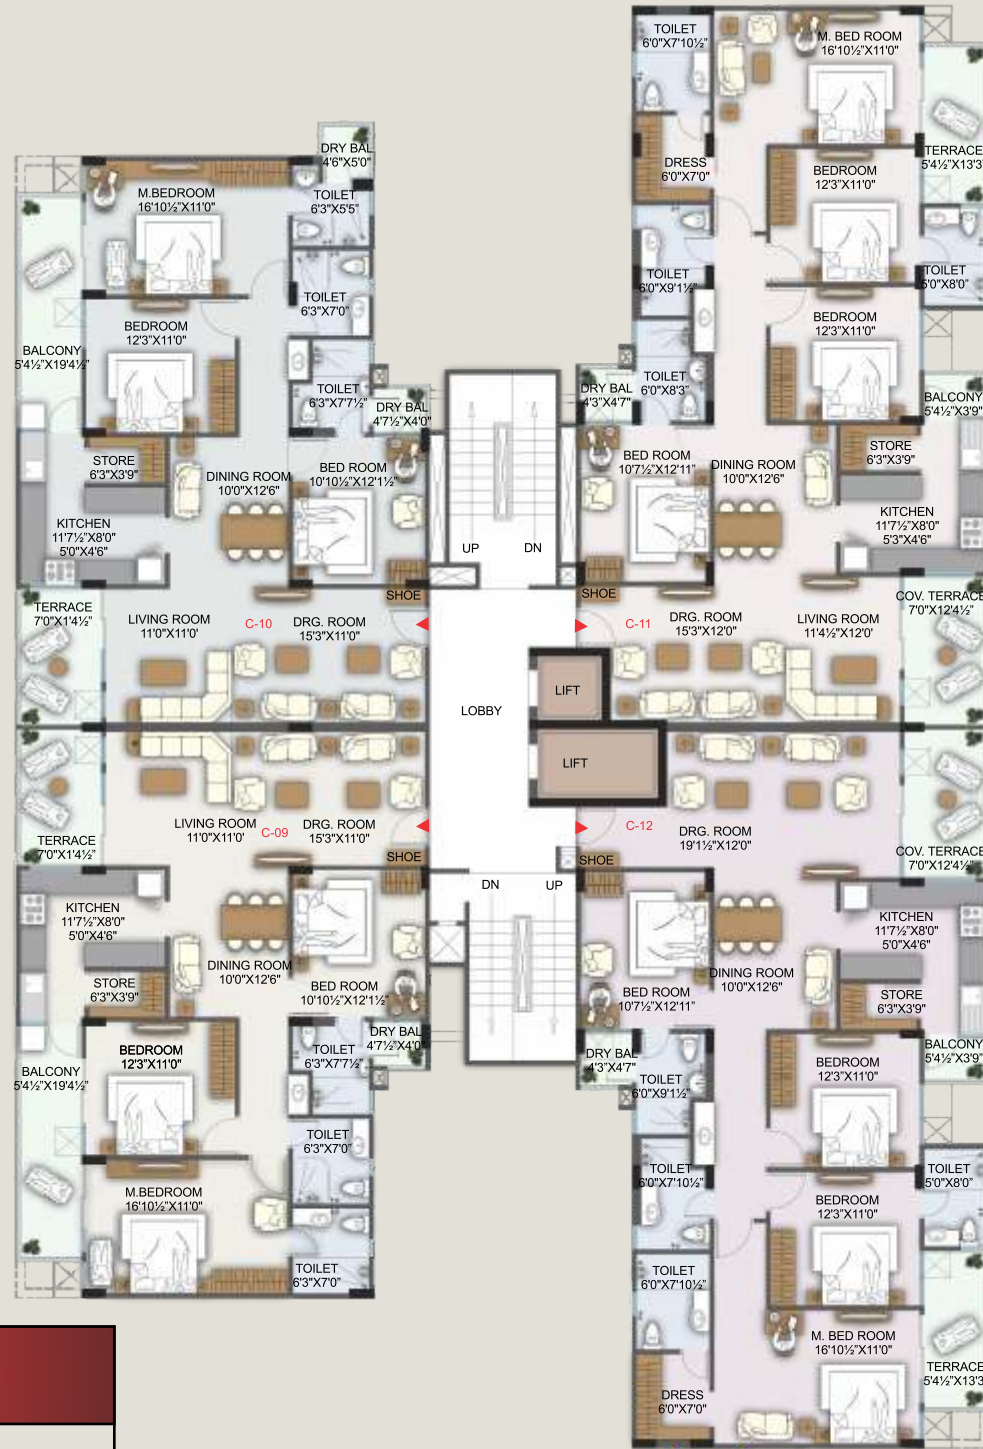 TOILET
6'0"X7'10½"
M. BED ROOM
16'10½"X11'0"
DRY BAL
4'6"X5'0"
TERRACE
5'4½"X13'3
DRESS
6'0"X7'0"
BEDROOM
12'3"X11'0"
M.BEDROOM
16'10½"X11'0"
TOILET
6'3"X5'5"
TOILET
6'0"X9'1½"
TOILET
5'0"X8'0"
TOILET
6'3"X7'0"
BEDROOM
12'3"X11'0"
BEDROOM
12'3"X11'0"
BALCONY
5'4½"X19'4½"
TOILET
6'3"X7'7½"
DRY BAL
4'7½"X4'0"
DRY BAL
4'3"X4'7"
TOILET
6'0"X8'3"
BALCONY
5'4½"X3'9"
STORE
6'3"X3'9"
DINING ROOM
10'0"X12'6"
BED ROOM
10'10½"X12'1½"
BED ROOM
10'7½"X12'11"
DINING ROOM
10'0"X12'6"
STORE
6'3"X3'9"
KITCHEN
11'7½"X8'0"
5'0"X4'6"
UP
DN
KITCHEN
11'7½"X8'0"
5'3"X4'6"
SHOE
SHOE
TERRACE
7'0"X1'4½"
LIVING ROOM
11'0"X11'0'
C-10
DRG. ROOM
15'3"X11'0"
C-11
DRG. ROOM
15'3"X12'0"
LIVING ROOM
11'4½"X12'0'
COV. TERRACE
7'0"X12'4½"
LIFT
LOBBY
LIFT
TERRACE
7'0"X1'4½"
LIVING ROOM
11'0"X11'0'
C-09
DRG. ROOM
15'3"X11'0"
C-12
DRG. ROOM
19'1½"X12'0"
COV. TERRACE
7'0"X12'4½"
SHOE
SHOE
DN
UP
KITCHEN
11'7½"X8'0"
5'0"X4'6"
KITCHEN
11'7½"X8'0"
5'0"X4'6"
DINING ROOM
10'0"X12'6"
STORE
6'3"X3'9"
BED ROOM
10'10½"X12'1½"
BED ROOM
10'7½"X12'11"
DINING ROOM
10'0"X12'6"
STORE
6'3"X3'9"
DRY BAL
4'7½"X4'0"
BEDROOM
12'3"X11'0"
TOILET
6'3"X7'7½"
DRY BAL
4'3"X4'7"
BALCONY
5'4½"X3'9"
BALCONY
5'4½"X19'4½"
TOILET
6'0"X9'1½"
BEDROOM
12'3"X11'0"
TOILET
6'3"X7'0"
TOILET
6'0"X7'10½"
TOILET
5'0"X8'0"
M.BEDROOM
16'10½"X11'0"
BEDROOM
12'3"X11'0"
TOILET
6'3"X7'0"
TOILET
6'0"X7'10½"
M. BED ROOM
16'10½"X11'0"
DRESS
6'0"X7'0"
TERRACE
5'4½"X13'3